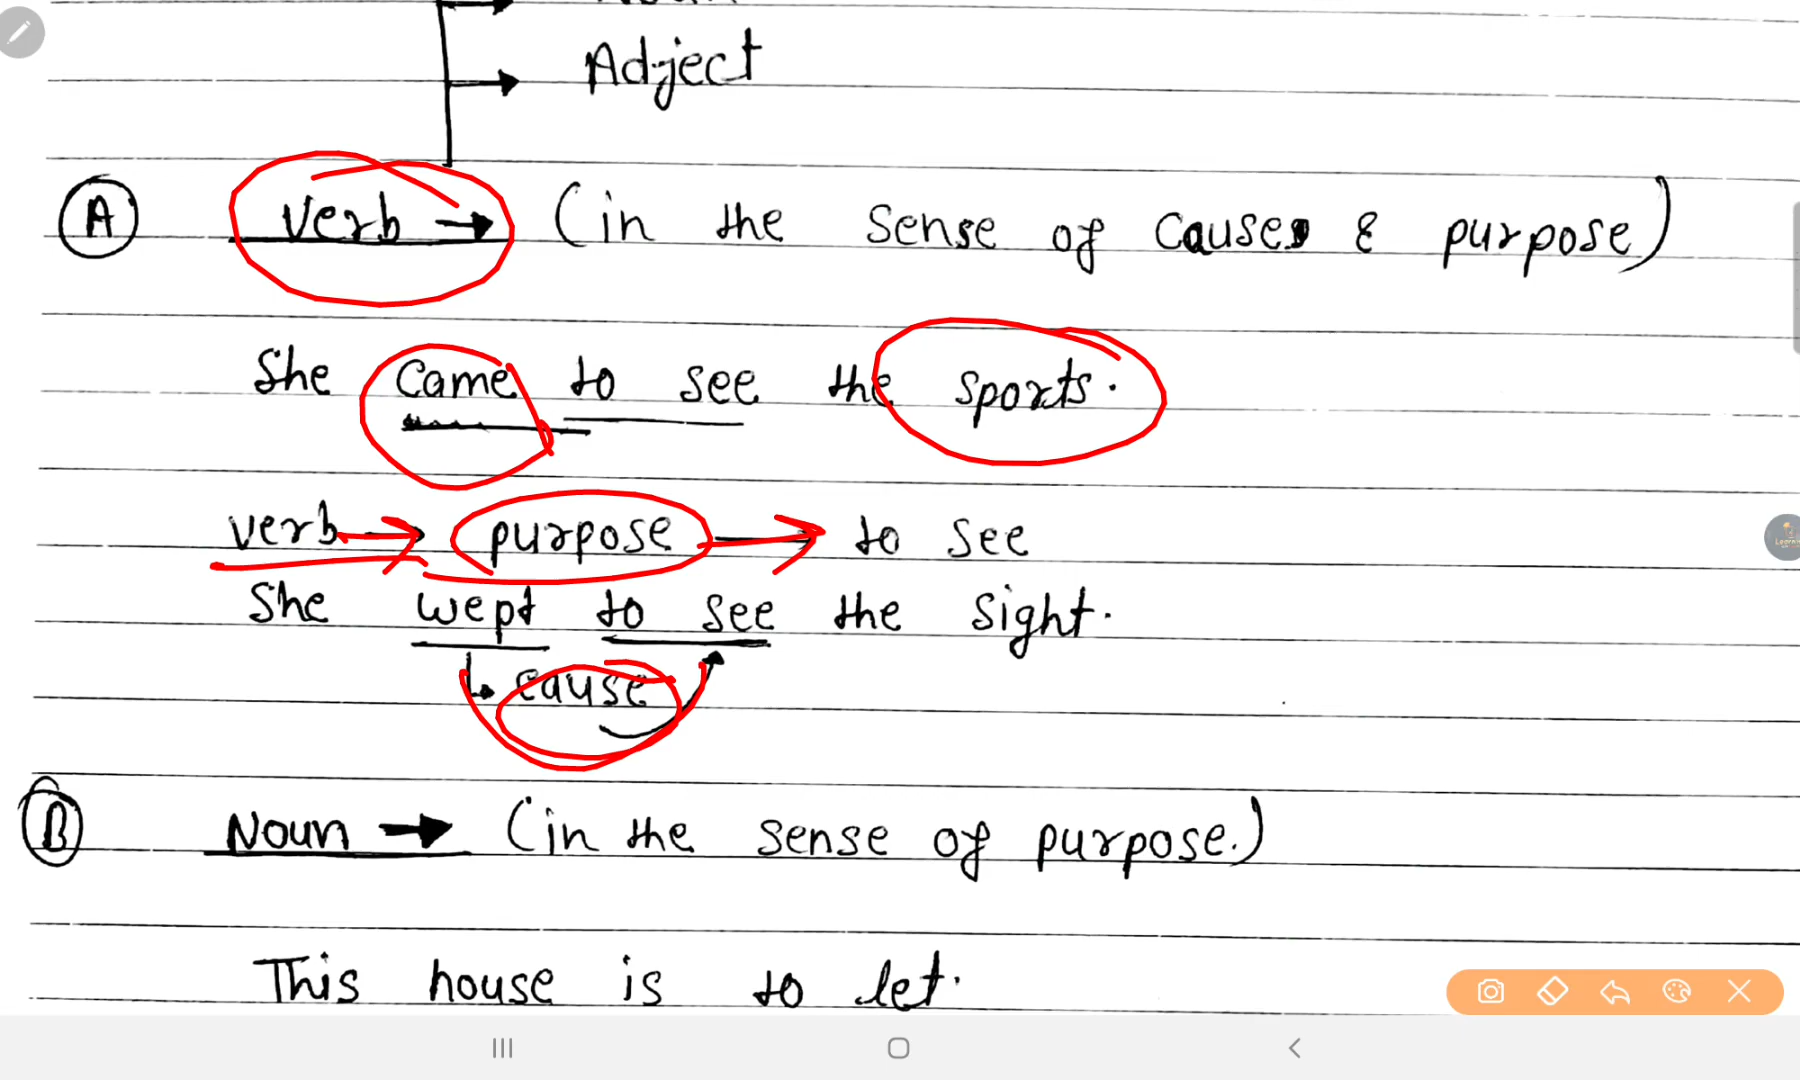 Adject
A verb → (in the sense of cause & purpose)
She came to see the sports.
verb → purpose → to see
She wept to see the sight.
↳ cause
B Noun → (in the sense of purpose.)
This house is to let.